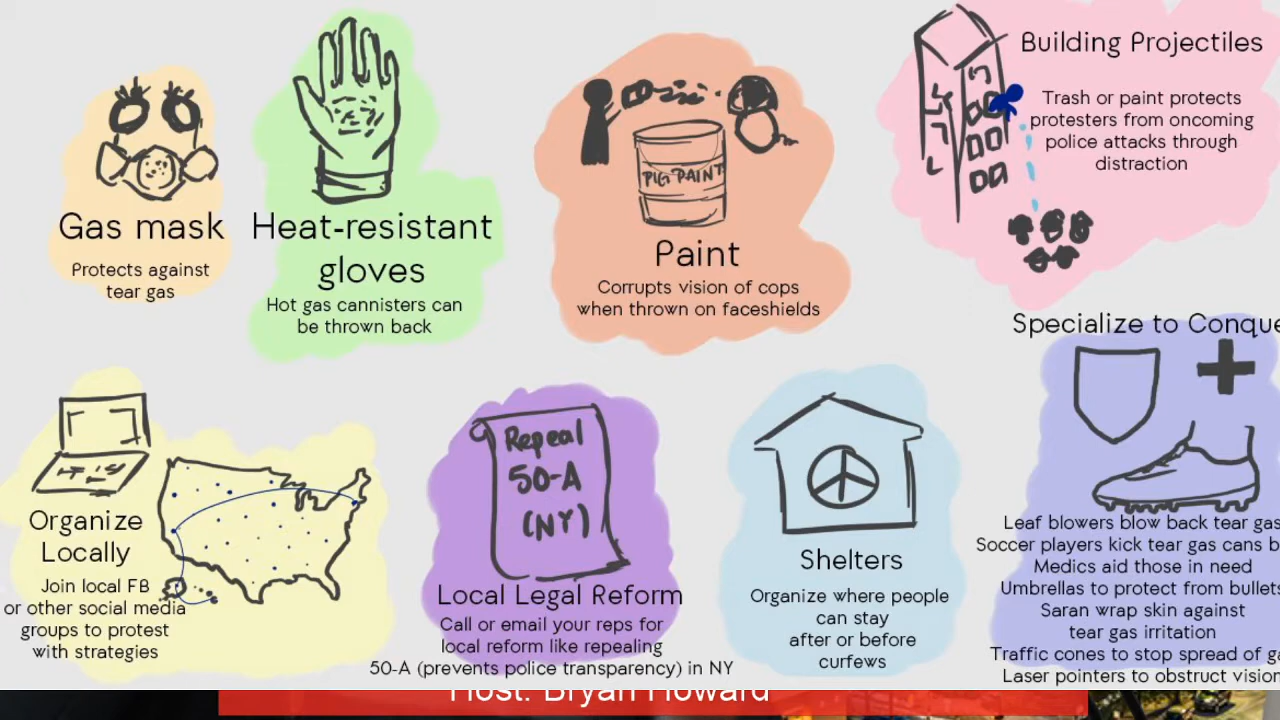 Gas mask
Protects against
tear gas
Heat-resistant
gloves
Hot gas cannisters can
be thrown back
PIG PAINT
Paint
Corrupts vision of cops
when thrown on faceshields
Building Projectiles
Trash or paint protects
protesters from oncoming
police attacks through
distraction
Organize
Locally
Join local FB
or other social media
groups to protest
with strategies
Repeal
50-A
(NY)
Local Legal Reform
Call or email your reps for
local reform like repealing
50-A (prevents police transparency) in NY
Shelters
Organize where people
can stay
after or before
curfews
Specialize to Conque
Leaf blowers blow back tear gas
Soccer players kick tear gas cans b
Medics aid those in need
Umbrellas to protect from bullets
Saran wrap skin against
tear gas irritation
Traffic cones to stop spread of ga
Laser pointers to obstruct vision
Host: Bryan Howard